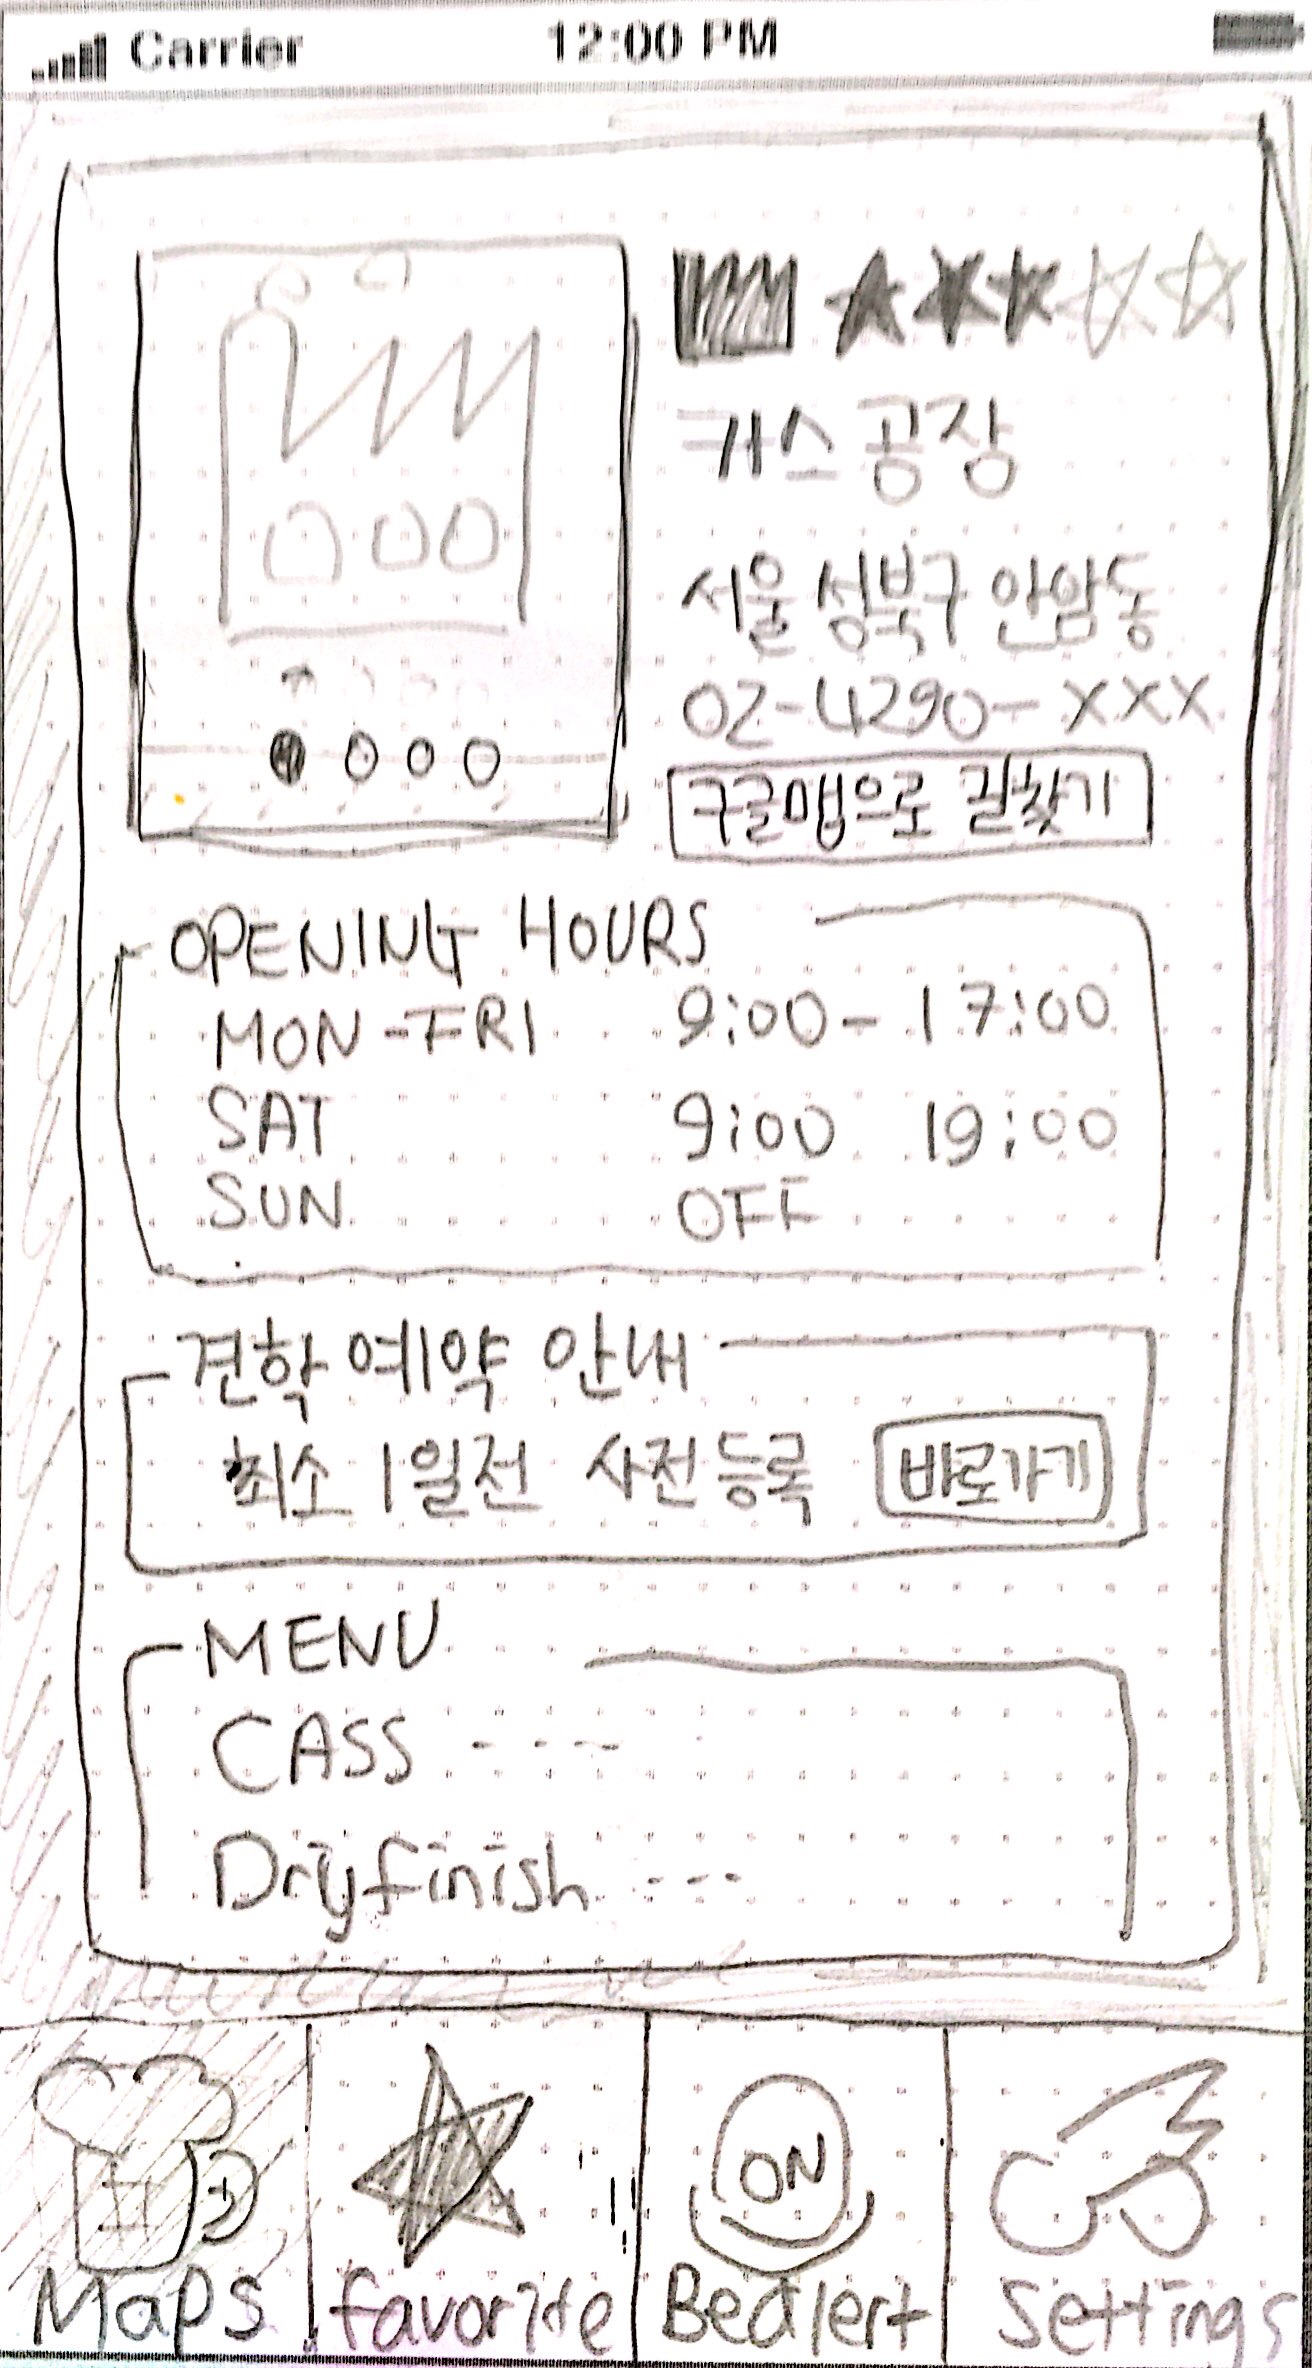 Carrier 12:00 PM
카스 공장
서울 성북구 안암동
02-4290-XXX
구글맵으로 길찾기
OPENING HOURS
MON-FRI 9:00- 17:00
SAT 9:00 19:00
SUN OFF
견학 예약 안내
최소 1일전 사전등록 바로가기
MENU
CASS ----
Dryfinish ---
ON
Maps favorite Bealert Settings